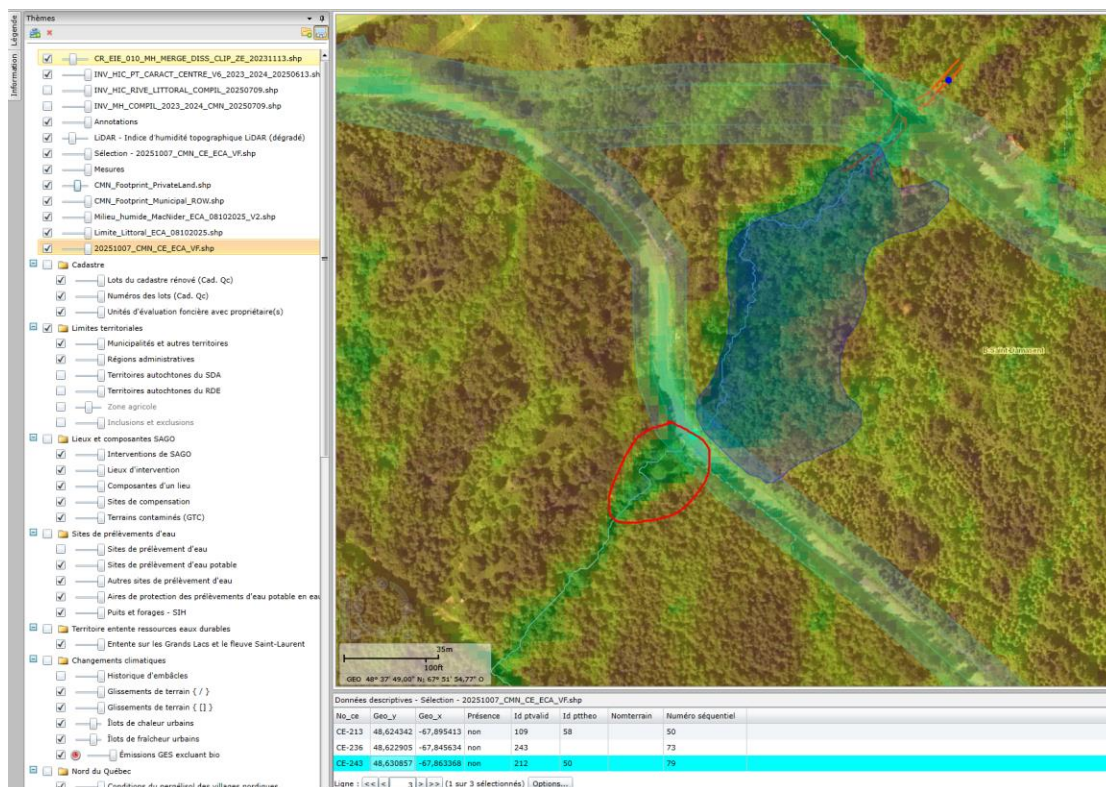 Légende
Information
Thèmes
CR_EIE_010_MH_MERGE_DISS_CLIP_ZE_20231113.shp
INV_HIC_PT_CARACT_CENTRE_V6_2023_2024_20250613.sh
INV_HIC_RIVE_LITTORAL_COMPIL_20250709.shp
INV_MH_COMPIL_2023_2024_CMN_20250709.shp
Annotations
LiDAR - Indice d'humidité topographique LiDAR (dégradé)
Sélection - 20251007_CMN_CE_ECA_VF.shp
Mesures
CMN_Footprint_PrivateLand.shp
CMN_Footprint_Municipal_ROW.shp
Milieu_humide_MacNider_ECA_08102025_V2.shp
Limite_Littoral_ECA_08102025.shp
20251007_CMN_CE_ECA_VF.shp
Cadastre
Lots du cadastre rénové (Cad. Qc)
Numéros des lots (Cad. Qc)
Unités d'évaluation foncière avec propriétaire(s)
Limites territoriales
Municipalités et autres territoires
Régions administratives
Territoires autochtones du SDA
Territoires autochtones du RDE
Zone agricole
Inclusions et exclusions
Lieux et composantes SAGO
Interventions de SAGO
Lieux d'intervention
Composantes d'un lieu
Sites de compensation
Terrains contaminés (GTC)
Sites de prélèvements d'eau
Sites de prélèvement d'eau
Sites de prélèvement d'eau potable
Autres sites de prélèvement d'eau
Aires de protection des prélèvements d'eau potable en eau
Puits et forages - SIH
Territoire entente ressources eaux durables
Entente sur les Grands Lacs et le fleuve Saint-Laurent
Changements climatiques
Historique d'embâcles
Glissements de terrain { / }
Glissements de terrain { [] }
Îlots de chaleur urbains
Îlots de fraîcheur urbains
Émissions GES excluant bio
Nord du Québec
Conditions du pergélisol des villages nordiques
35m
100ft
GEO 48° 37' 49,00" N; 67° 51' 54,77" O
Données descriptives - Sélection - 20251007_CMN_CE_ECA_VF.shp
No_ce Geo_y Geo_x Présence Id ptvalid Id pttheo Nomterrain Numéro séquentiel
CE-213 48,624342 -67,895413 non 109 58 50
CE-236 48,622905 -67,845634 non 243 73
CE-243 48,630857 -67,863368 non 212 50 79
Ligne : << < 3 > >> (1 sur 3 sélectionnés) Options...